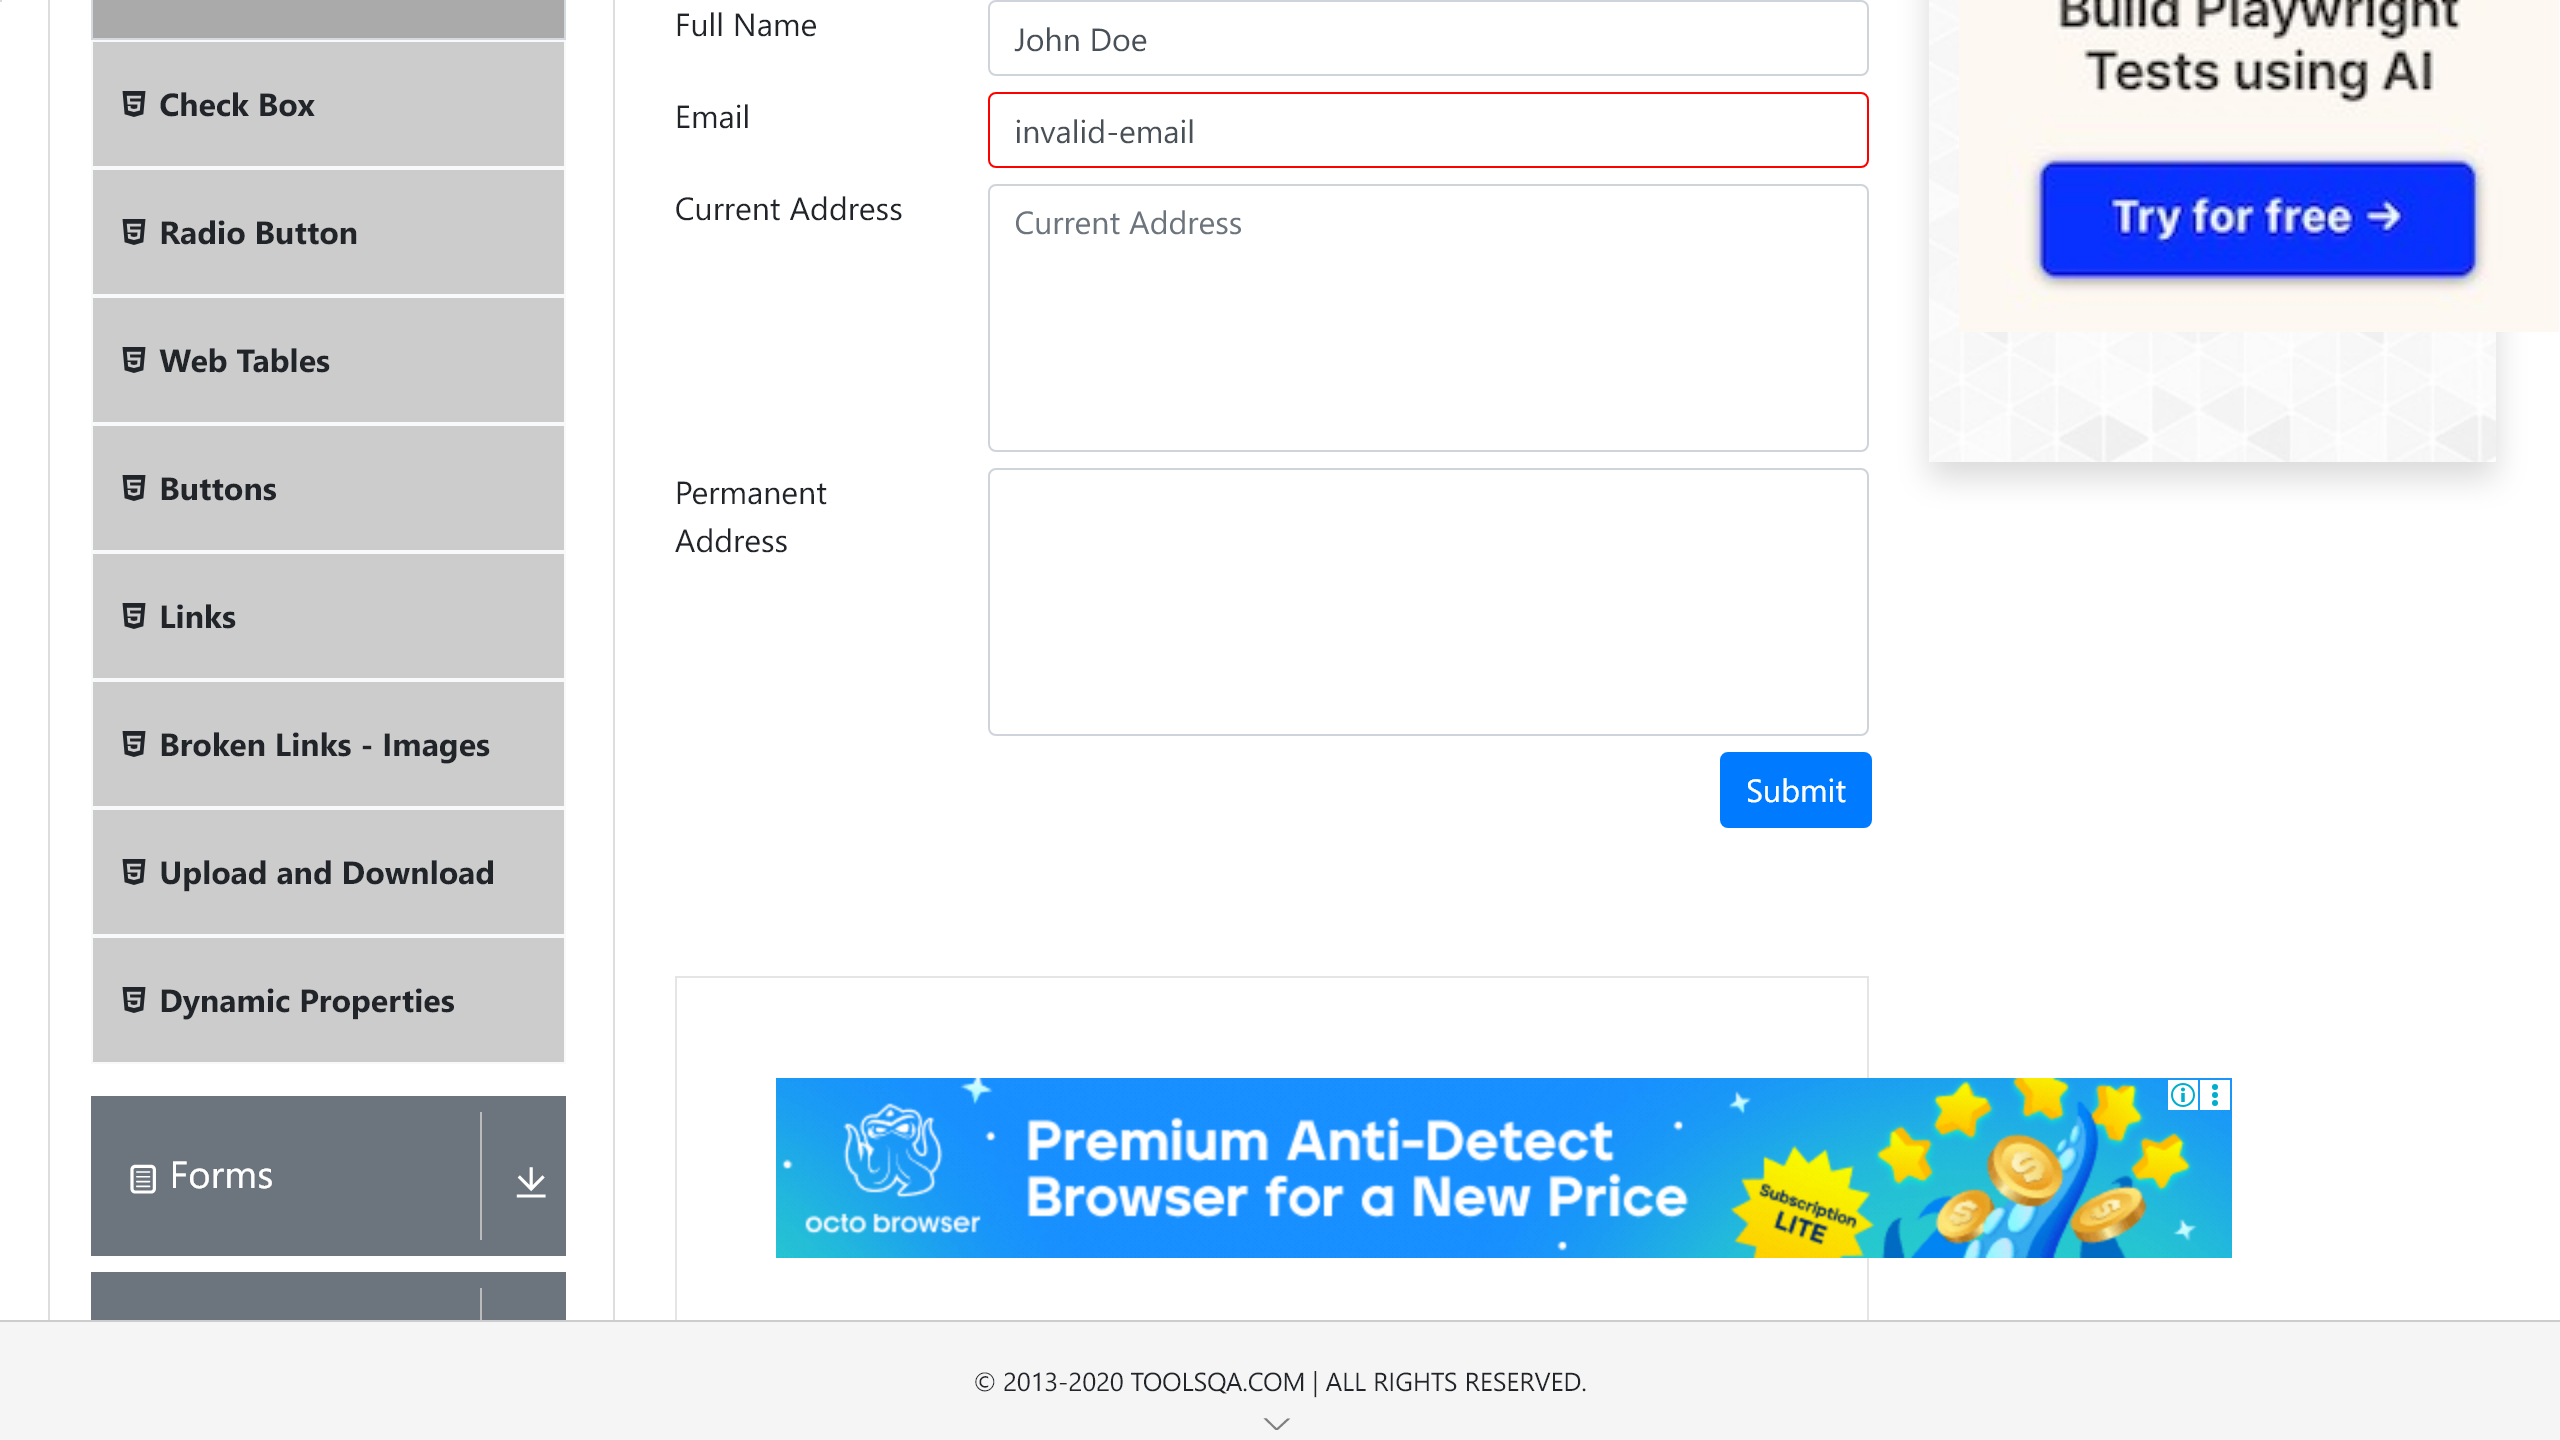 Check Box
Radio Button
Web Tables
Buttons
Links
Broken Links - Images
Upload and Download
Dynamic Properties
Forms
Full Name
John Doe
Email
invalid-email
Current Address
Current Address
Permanent
Address
Submit
Build Playwright
Tests using AI
Try for free →
octo browser
Premium Anti-Detect
Browser for a New Price
Subscription
LITE
© 2013-2020 TOOLSQA.COM | ALL RIGHTS RESERVED.